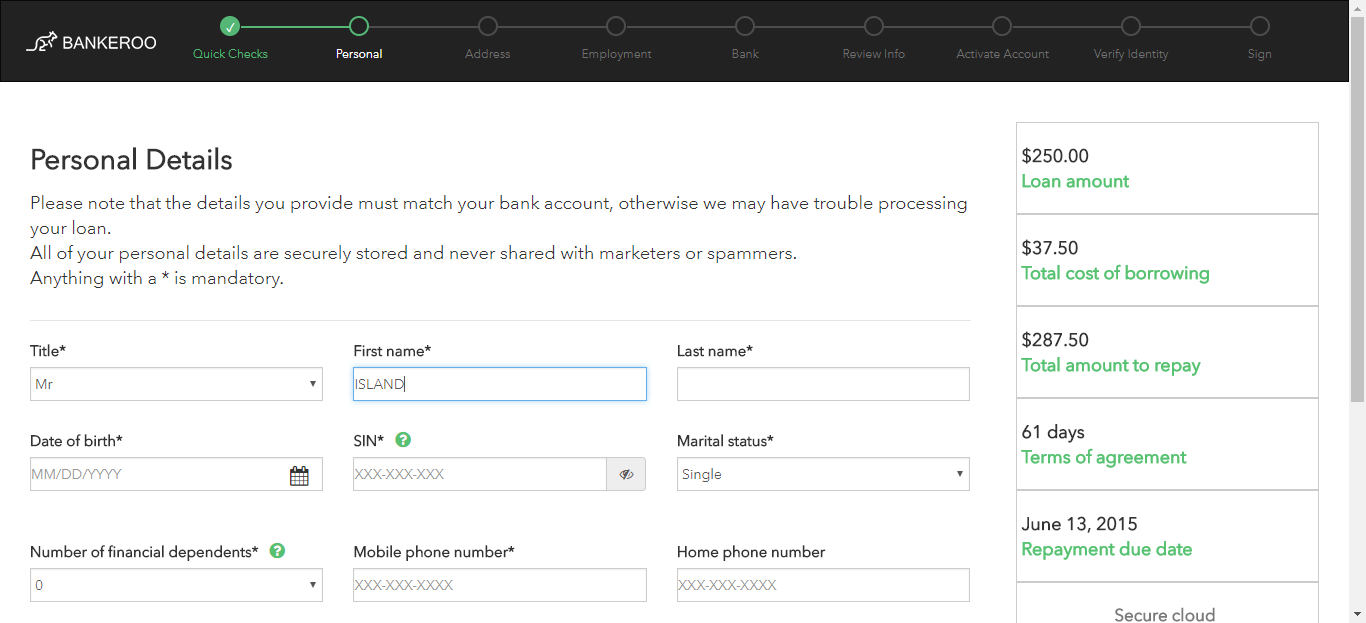 BANKEROO
Quick Checks
Personal
Address
Employment
Bank
Review Info
Activate Account
Verify Identity
Sign
Personal Details
Please note that the details you provide must match your bank account, otherwise we may have trouble processing
your loan.
All of your personal details are securely stored and never shared with marketers or spammers.
Anything with a * is mandatory.
Title*
First name*
Last name*
Mr
ISLAND
Date of birth*
SIN* ?
Marital status*
MM/DD/YYYY
XXX-XXX-XXX
Single
Number of financial dependents* ?
Mobile phone number*
Home phone number
0
XXX-XXX-XXXX
XXX-XXX-XXXX
$250.00
Loan amount
$37.50
Total cost of borrowing
$287.50
Total amount to repay
61 days
Terms of agreement
June 13, 2015
Repayment due date
Secure cloud